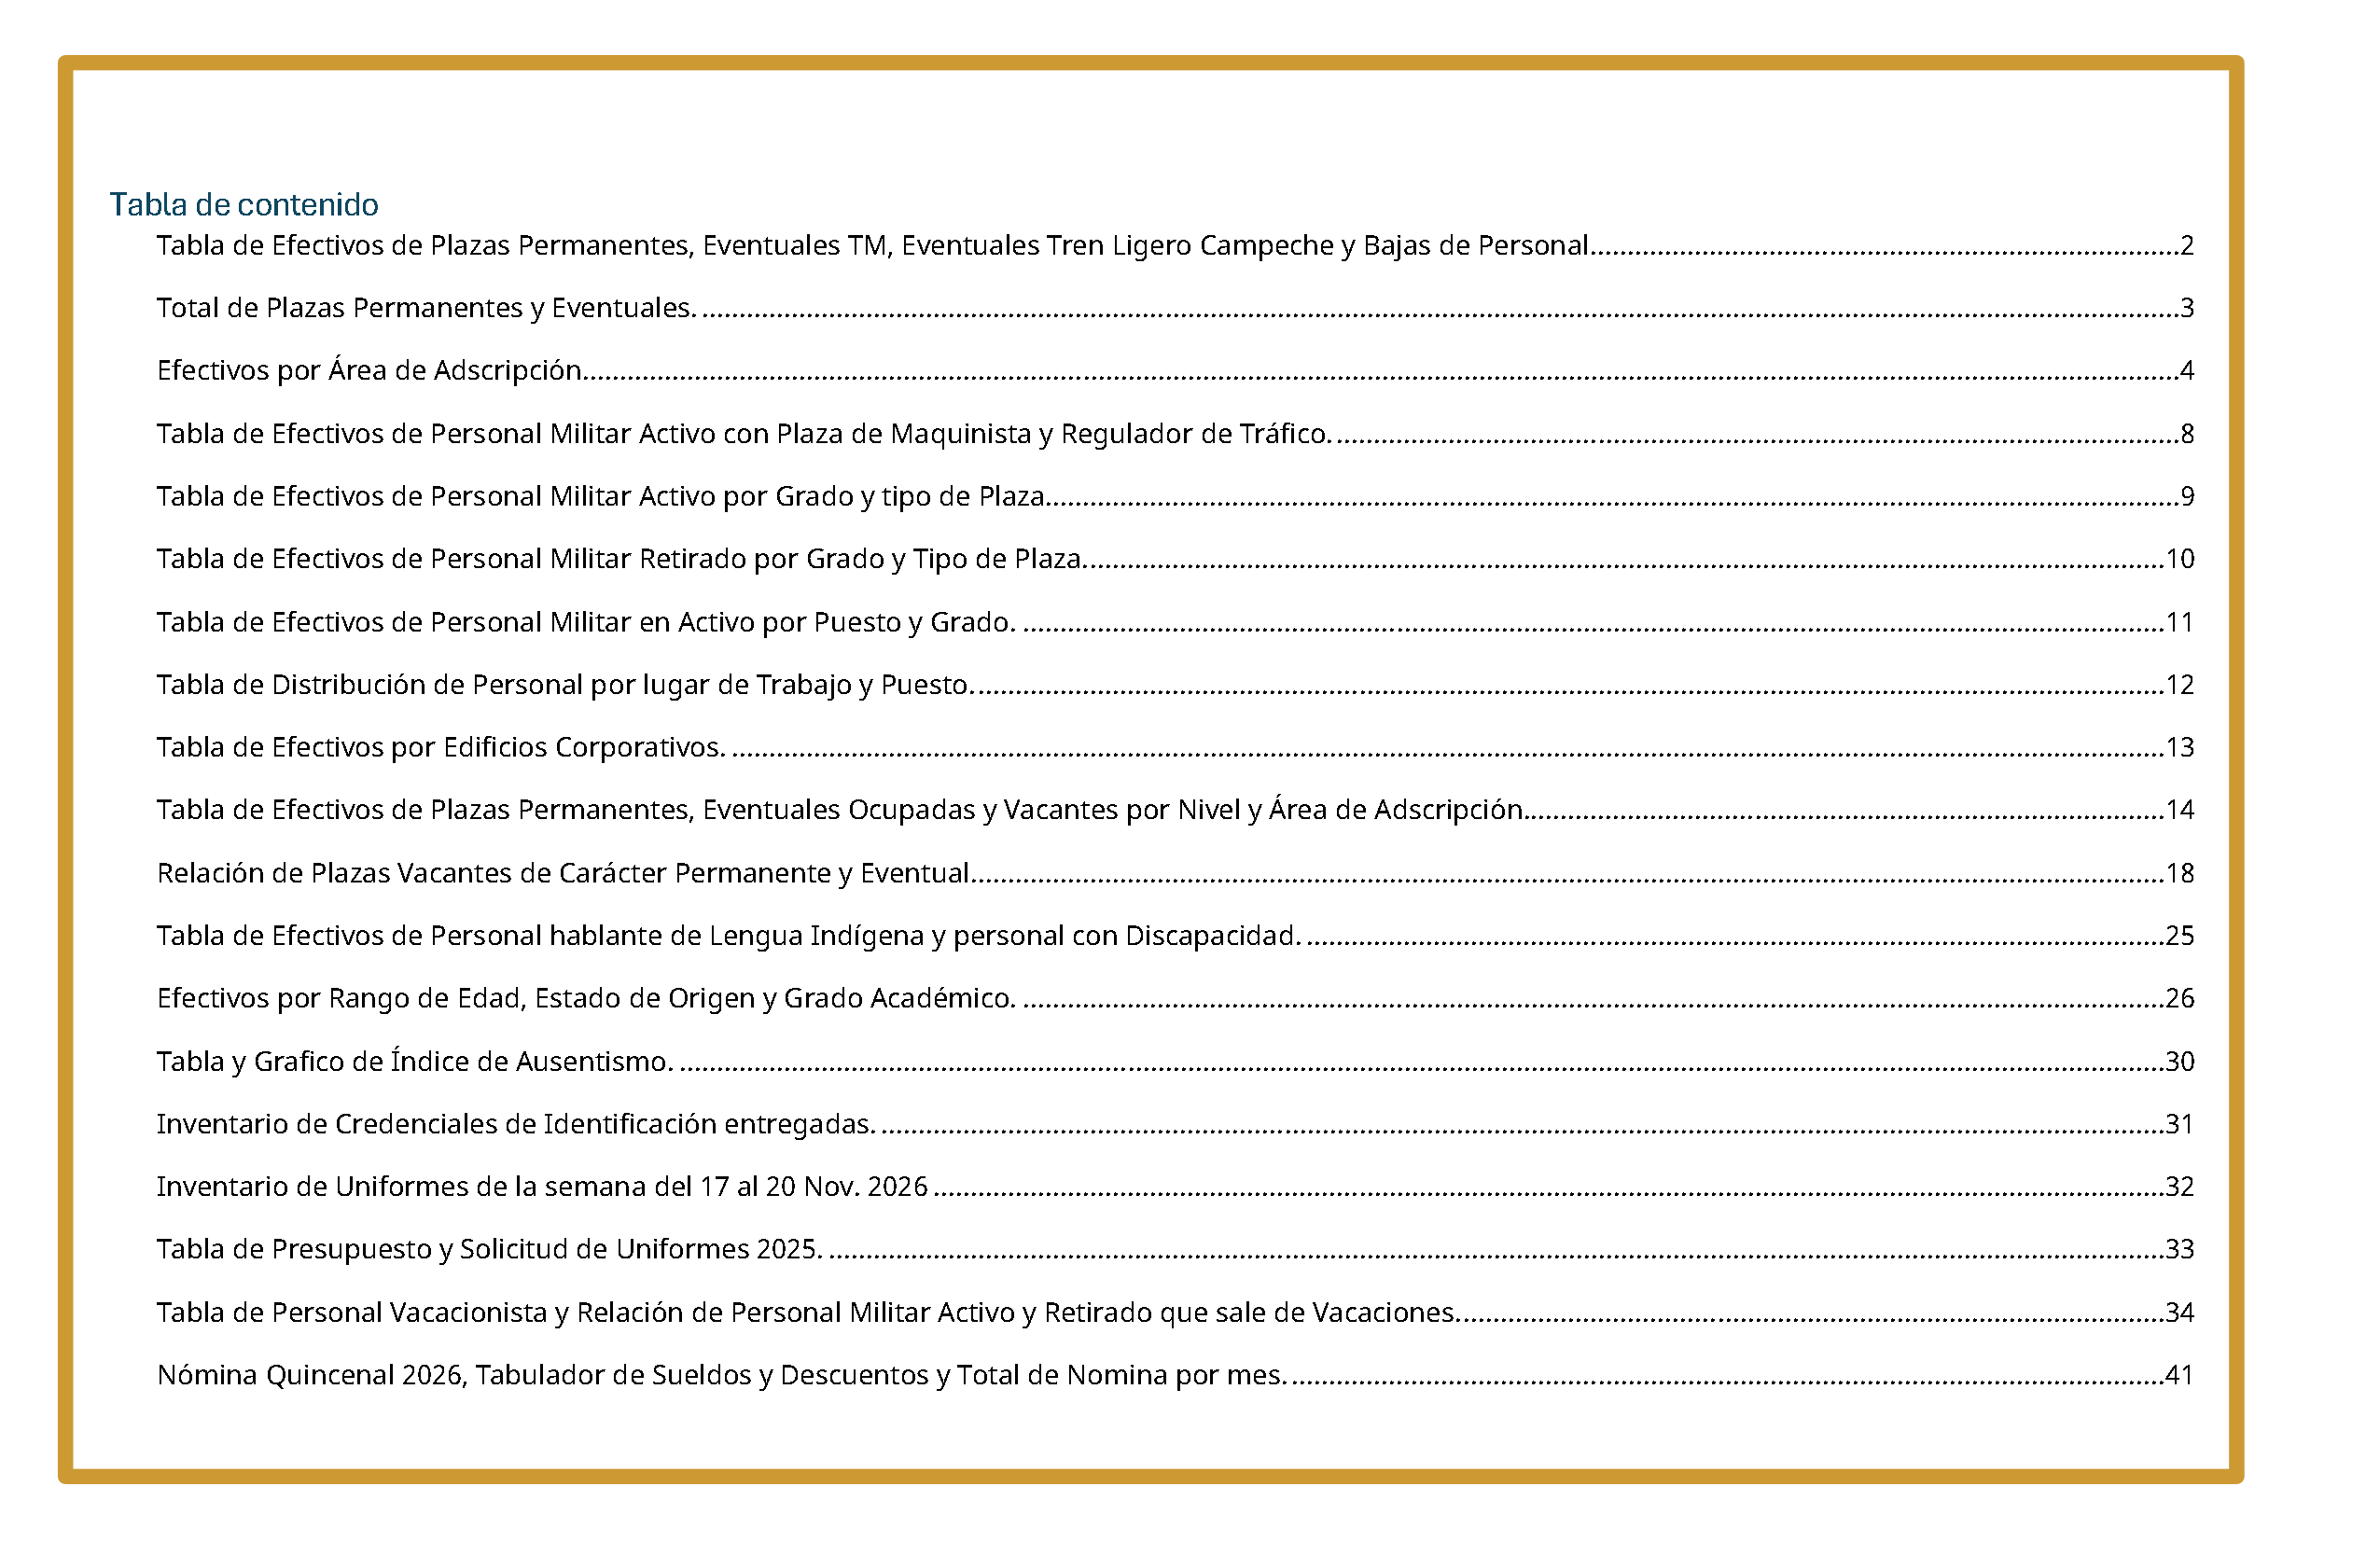 Tabla de contenido
Tabla de Efectivos de Plazas Permanentes, Eventuales TM, Eventuales Tren Ligero Campeche y Bajas de Personal..........2
Total de Plazas Permanentes y Eventuales...........3
Efectivos por Área de Adscripción..........4
Tabla de Efectivos de Personal Militar Activo con Plaza de Maquinista y Regulador de Tráfico...........8
Tabla de Efectivos de Personal Militar Activo por Grado y tipo de Plaza..........9
Tabla de Efectivos de Personal Militar Retirado por Grado y Tipo de Plaza...........10
Tabla de Efectivos de Personal Militar en Activo por Puesto y Grado. ..........11
Tabla de Distribución de Personal por lugar de Trabajo y Puesto...........12
Tabla de Efectivos por Edificios Corporativos. ..........13
Tabla de Efectivos de Plazas Permanentes, Eventuales Ocupadas y Vacantes por Nivel y Área de Adscripción..........14
Relación de Plazas Vacantes de Carácter Permanente y Eventual..........18
Tabla de Efectivos de Personal hablante de Lengua Indígena y personal con Discapacidad. ..........25
Efectivos por Rango de Edad, Estado de Origen y Grado Académico. ..........26
Tabla y Grafico de Índice de Ausentismo. ..........30
Inventario de Credenciales de Identificación entregadas. ..........31
Inventario de Uniformes de la semana del 17 al 20 Nov. 2026 ..........32
Tabla de Presupuesto y Solicitud de Uniformes 2025. ..........33
Tabla de Personal Vacacionista y Relación de Personal Militar Activo y Retirado que sale de Vacaciones...........34
Nómina Quincenal 2026, Tabulador de Sueldos y Descuentos y Total de Nomina por mes. ..........41